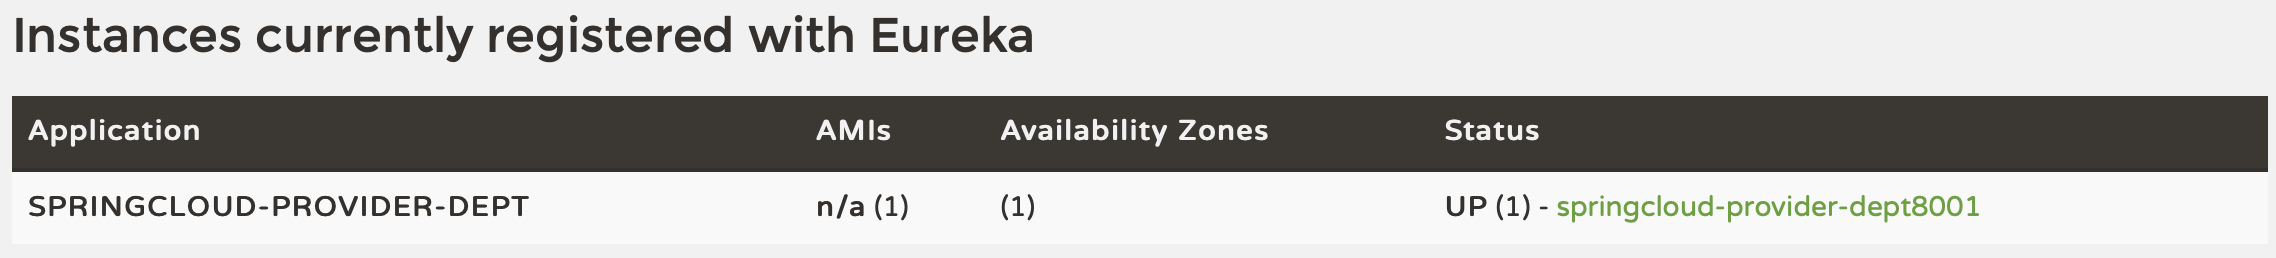 Instances currently registered with Eureka
Application AMIs Availability Zones Status
SPRINGCLOUD-PROVIDER-DEPT n/a (1) (1) UP (1) - springcloud-provider-dept8001